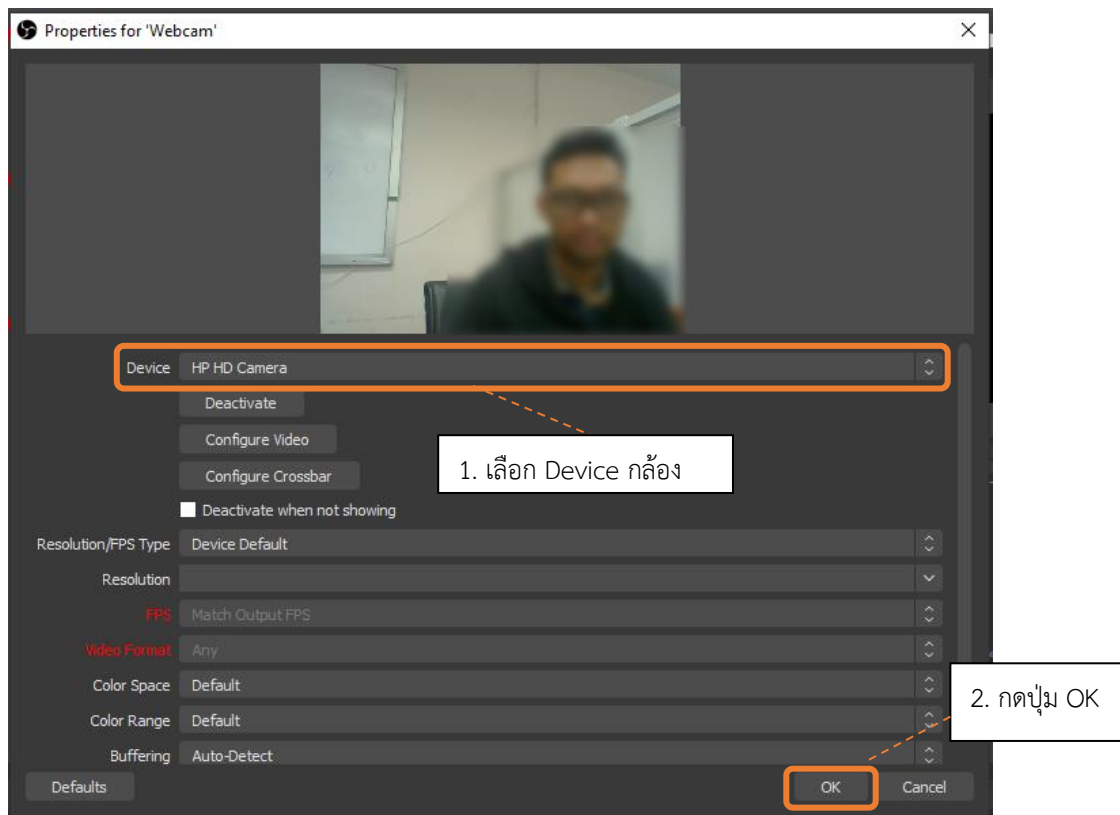 Properties for 'Webcam'
Device HP HD Camera
Deactivate
Configure Video
1. เลือก Device กล้อง
Configure Crossbar
Deactivate when not showing
Resolution/FPS Type Device Default
Resolution
FPS Match Output FPS
Video Format Any
Color Space Default
2. กดปุ่ม OK
Color Range Default
Buffering Auto-Detect
Defaults OK Cancel